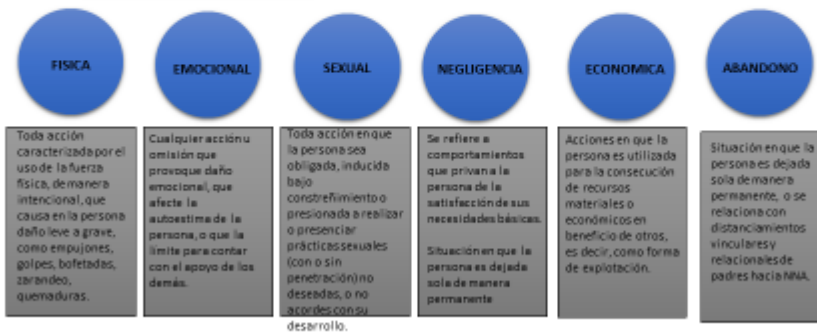 FISICA
Toda acción
caracterizada por el
uso de la fuerza
física, de manera
intencional, que
causa en la persona
daño leve a grave,
como empujones,
golpes, bofetadas,
zarandeo,
quemaduras.
EMOCIONAL
Cualquier acción u
omisión que
provoque daño
emocional, que
afecte la
autoestima de la
persona, o que la
límite para contar
con el apoyo de los
demás.
SEXUAL
Toda acción en que
la persona sea
obligada, inducida
bajo
constreñimiento o
presionada a realizar
o presenciar
prácticas sexuales
(con o sin
penetración) no
deseadas, o no
acordes con su
desarrollo.
NEGLIGENCIA
Se refiere a
comportamientos
que privan a la
persona de la
satisfacción de sus
necesidades básicas.
Situación en que la
persona es dejada
sola de manera
permanente
ECONOMICA
Acciones en que la
persona es utilizada
para la consecución
de recursos
materiales o
económicos en
beneficio de otros,
es decir, como forma
de explotación.
ABANDONO
Situación en que la
persona es dejada
sola de manera
permanente, o se
relaciona con
distanciamientos
vinculares y
relacionales de
padres hacia NNA.